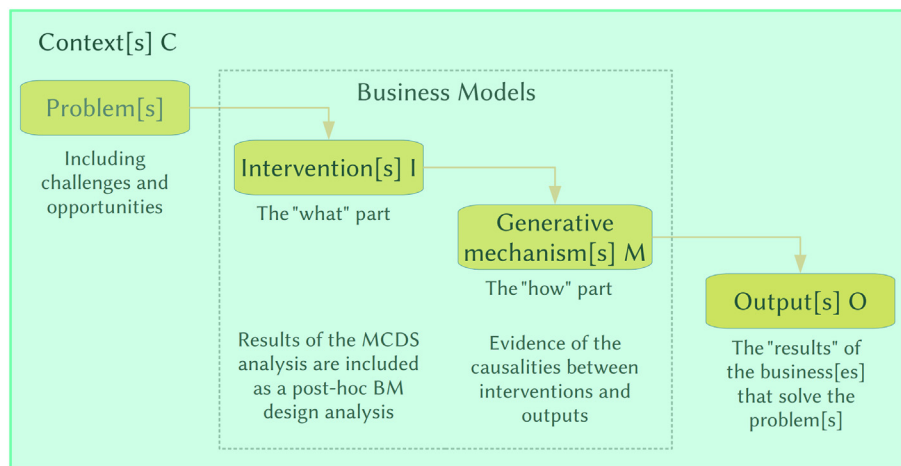 Context[s] C
Problem[s]
Including
challenges and
opportunities
Business Models
Intervention[s] I
The "what" part
Results of the MCDS
analysis are included
as a post-hoc BM
design analysis
Generative
mechanism[s] M
The "how" part
Evidence of the
causalities between
interventions and
outputs
Output[s] O
The "results" of
the business[es]
that solve the
problem[s]